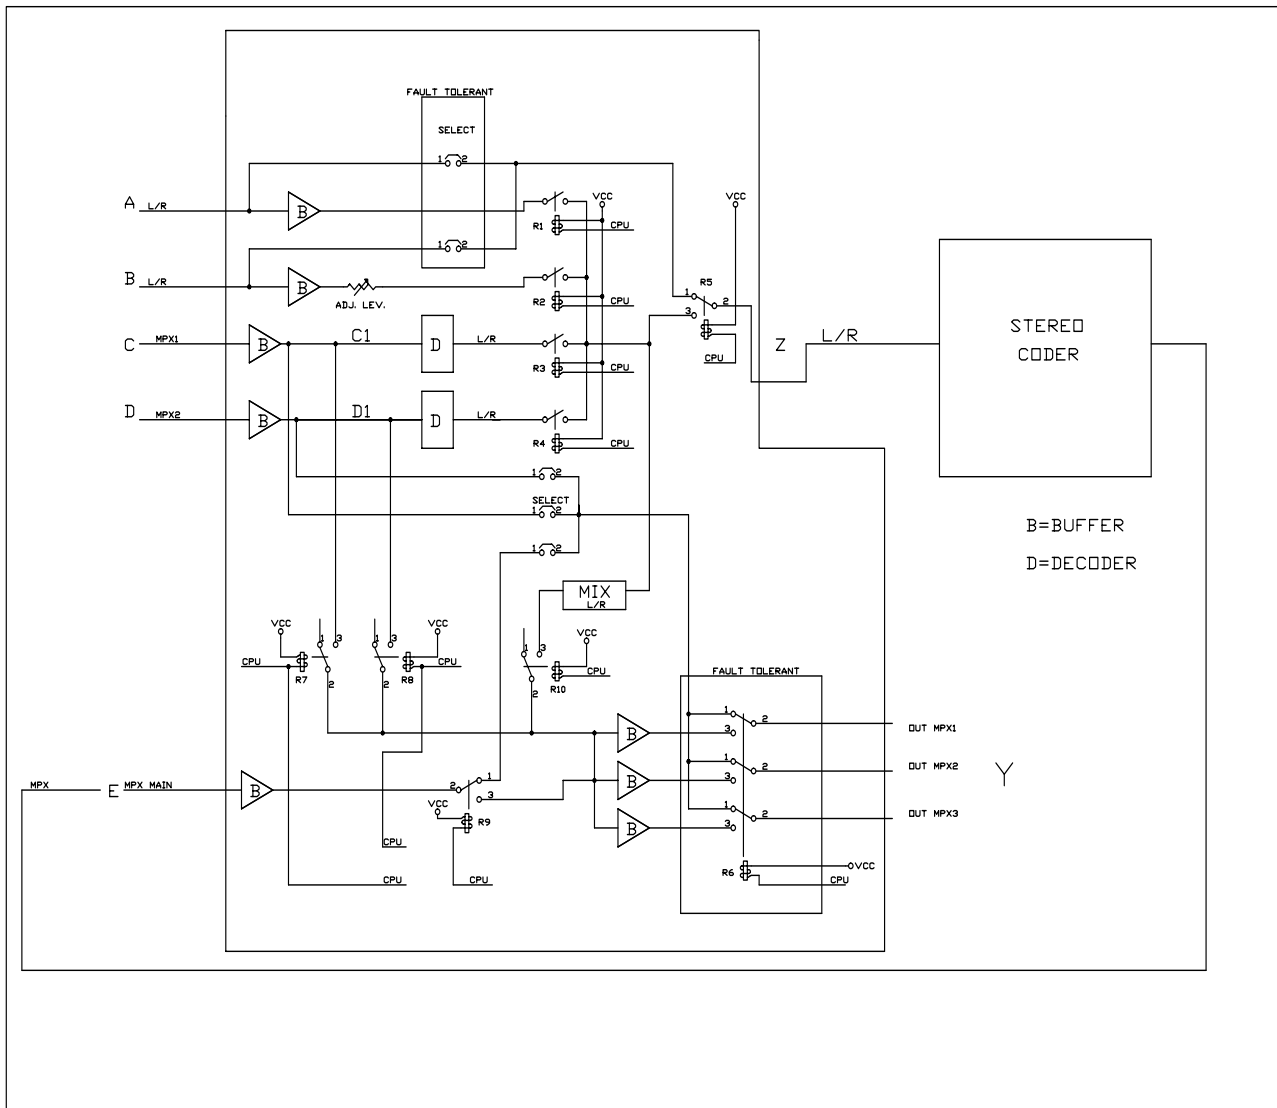 FAULT TOLERANT
SELECT
1 2
A L/R
B
VCC
VCC
R1 CPU
1 2
B L/R
B
ADJ. LEV.
R2 CPU
R5
1
2
3
CPU
C MPX1
B
C1
D
L/R
R3 CPU
Z L/R
STEREO
CODER
D MPX2
B
D1
D
L/R
R4 CPU
1 2
SELECT
1 2
1 2
B=BUFFER
D=DECODER
MIX
L/R
VCC
1 3
1 3
VCC
1 3
VCC
CPU
R7
2
2
R8
CPU
2
R10
CPU
FAULT TOLERANT
B
1
2
3
OUT MPX1
B
1
2
3
OUT MPX2
Y
MPX
E MPX MAIN
B
2
1
3
VCC
R9
B
1
2
3
OUT MPX3
CPU
CPU
CPU
R6
VCC
CPU